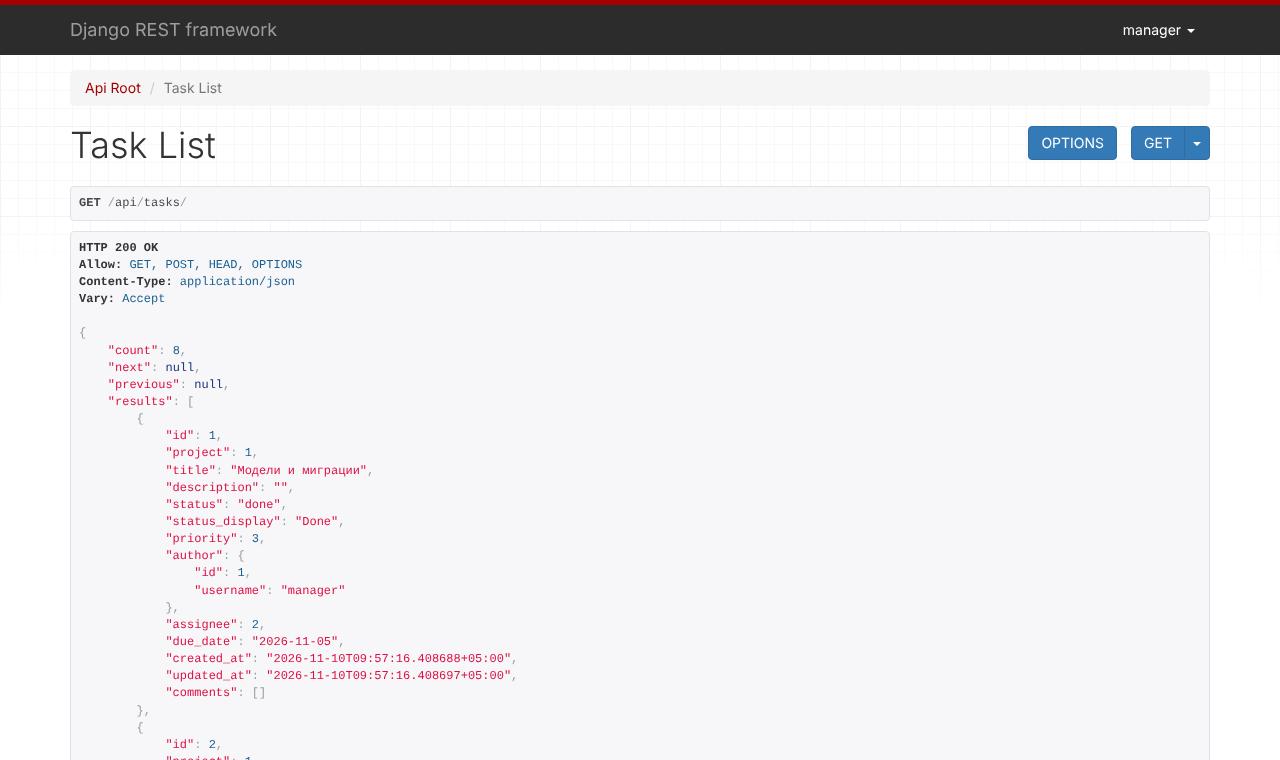 Django REST framework
manager
Api Root / Task List
Task List
OPTIONS
GET
GET /api/tasks/
HTTP 200 OK
Allow: GET, POST, HEAD, OPTIONS
Content-Type: application/json
Vary: Accept
{
    "count": 8,
    "next": null,
    "previous": null,
    "results": [
        {
            "id": 1,
            "project": 1,
            "title": "Модели и миграции",
            "description": "",
            "status": "done",
            "status_display": "Done",
            "priority": 3,
            "author": {
                "id": 1,
                "username": "manager"
            },
            "assignee": 2,
            "due_date": "2026-11-05",
            "created_at": "2026-11-10T09:57:16.408688+05:00",
            "updated_at": "2026-11-10T09:57:16.408697+05:00",
            "comments": []
        },
        {
            "id": 2,
            "project": 1,